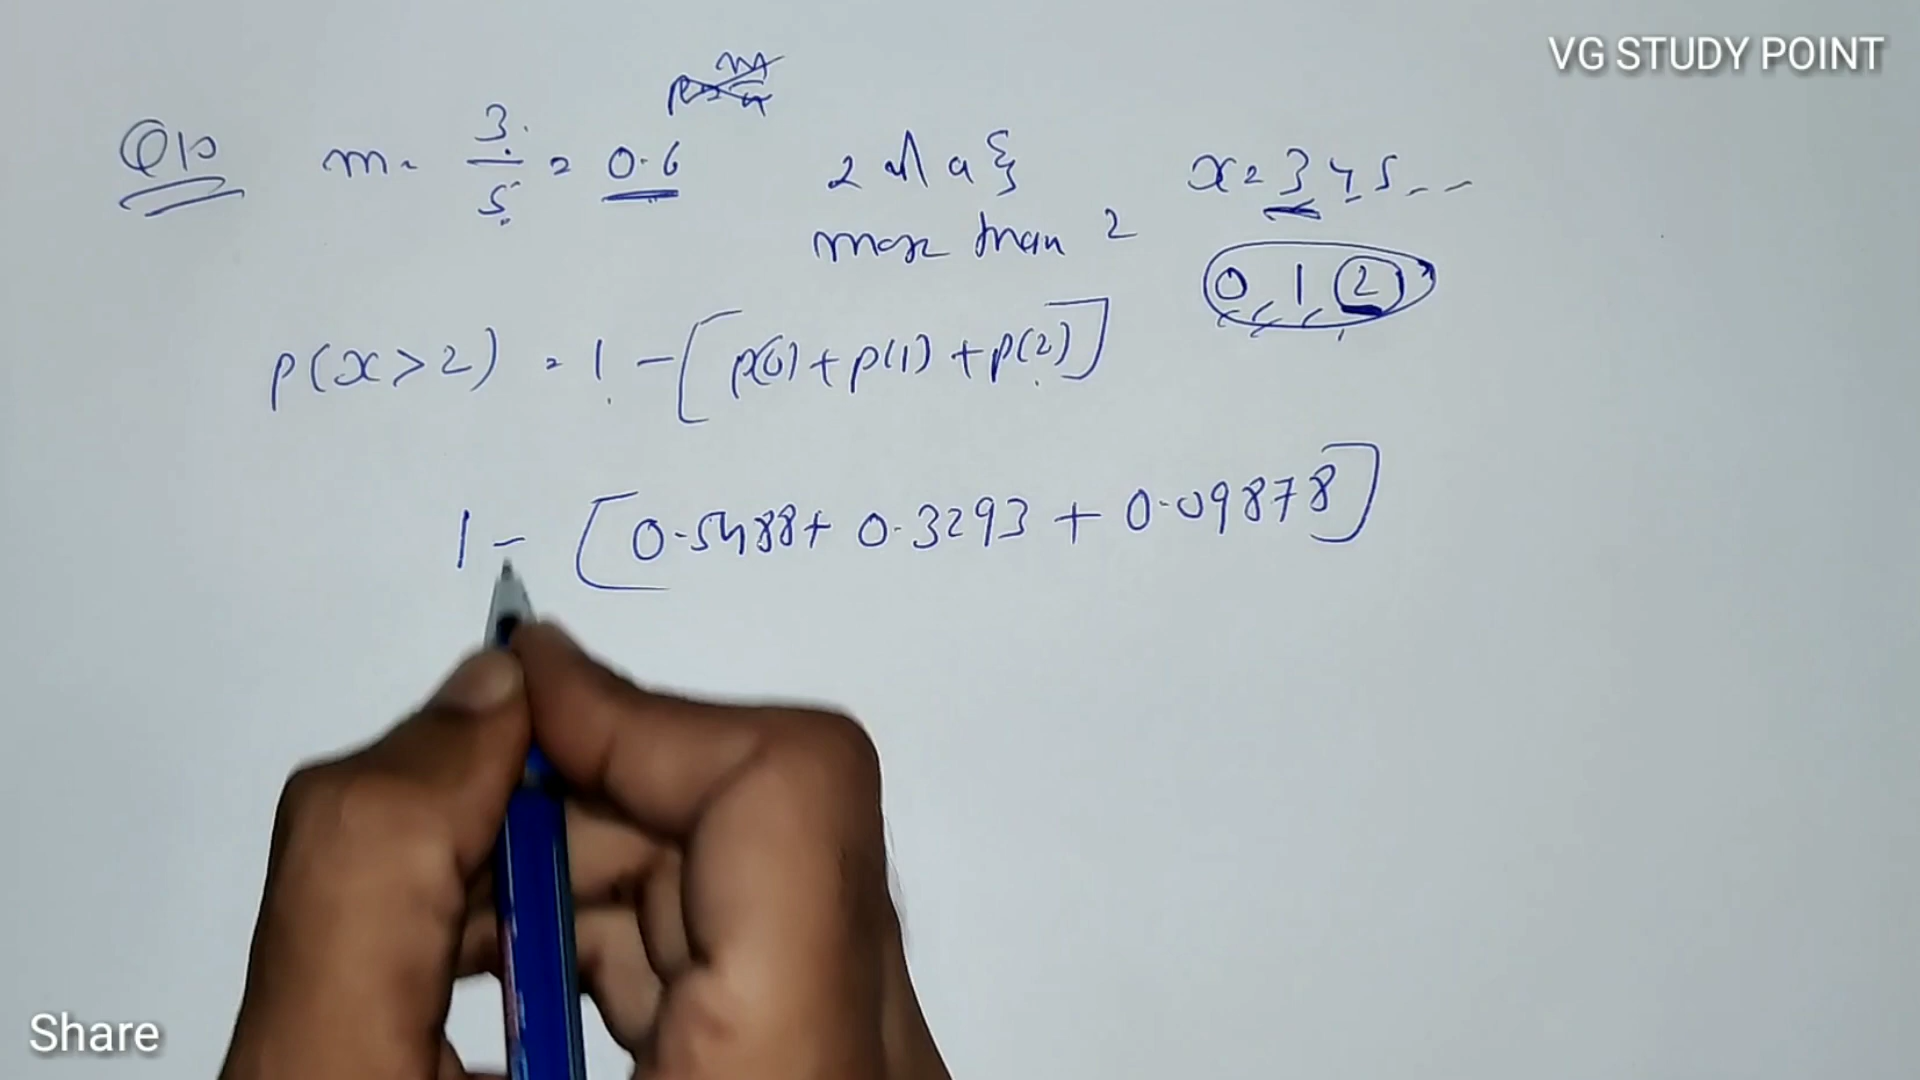 VG STUDY POINT
Q10 m = 3/5 = 0.6 x = 3 4 5 ...
more than 2 0, 1, 2
P(x > 2) = 1 - [P(0) + P(1) + P(2)]
1 - [0.5488 + 0.3293 + 0.09878]
Share